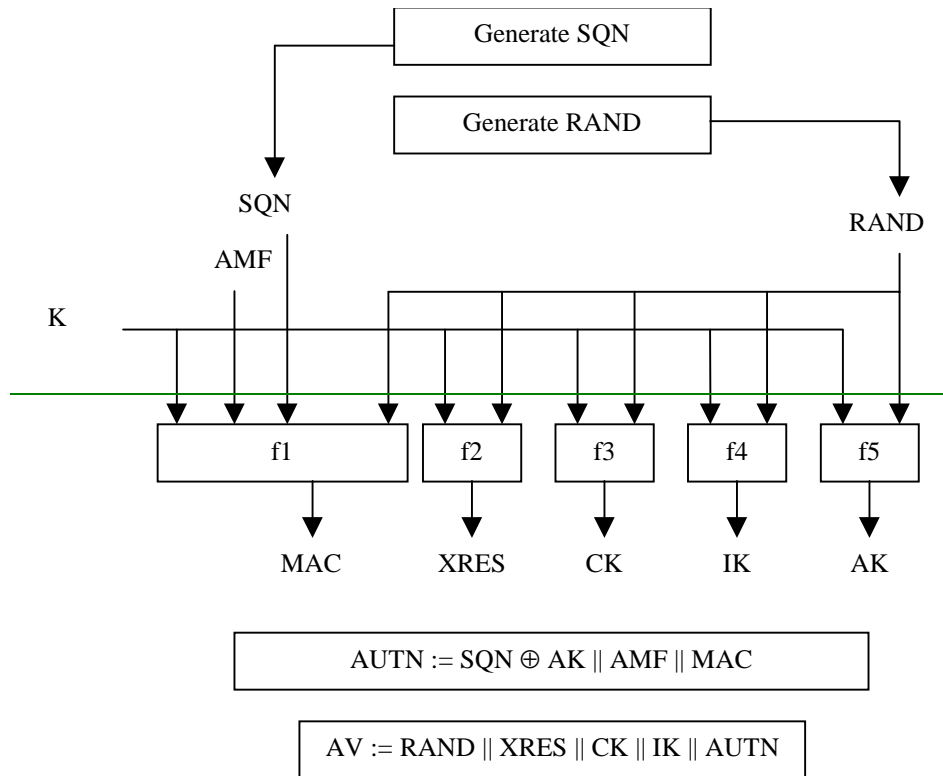 Generate SQN
Generate RAND
SQN
RAND
AMF
K
f1 f2 f3 f4 f5
MAC XRES CK IK AK
AUTN := SQN ⊕ AK || AMF || MAC
AV := RAND || XRES || CK || IK || AUTN